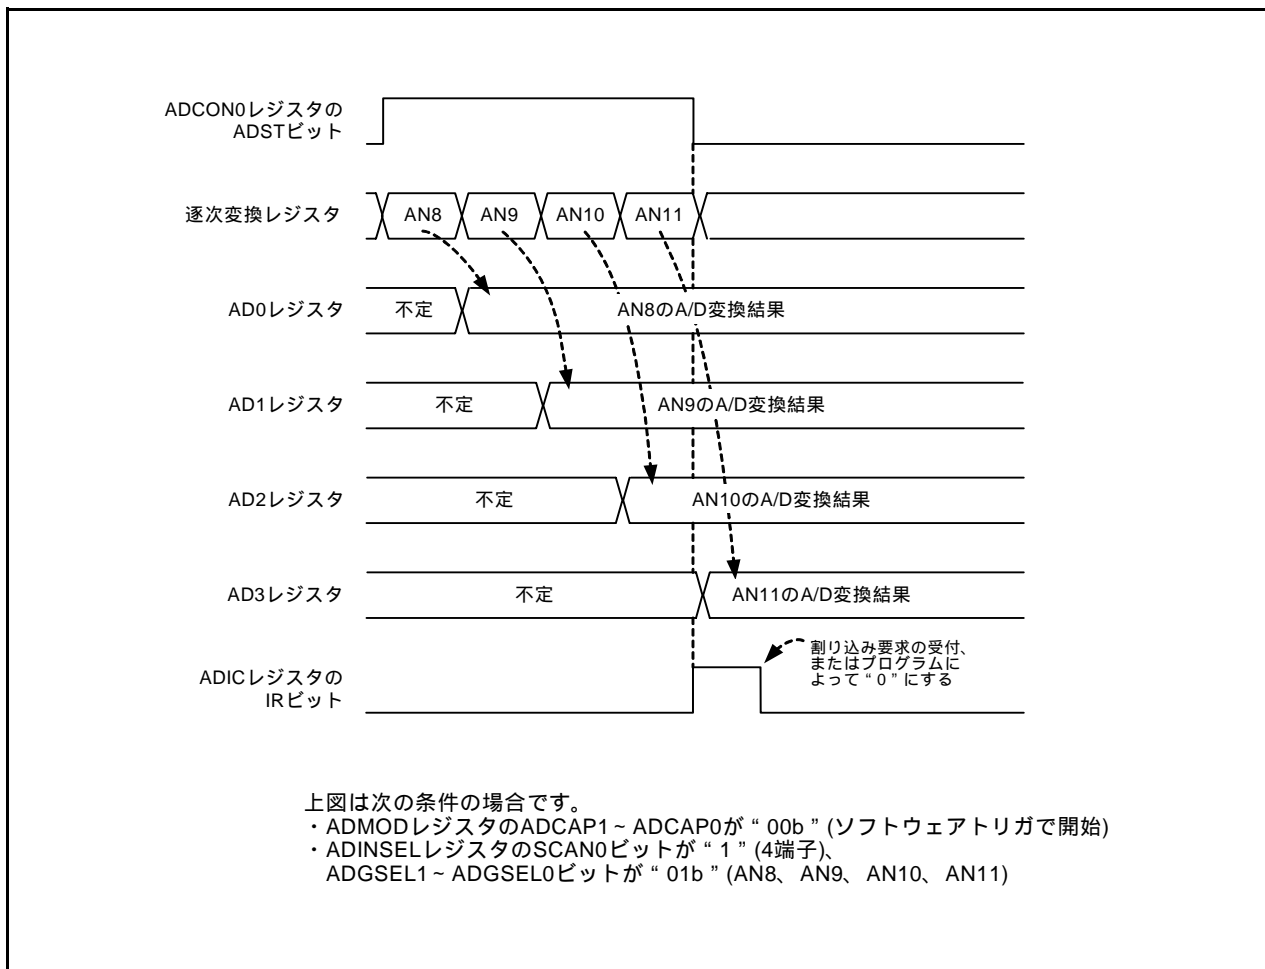 ADCON0レジスタの
ADSTビット
逐次変換レジスタ
AN8
AN9
AN10
AN11
AD0レジスタ
不定
AN8のA/D変換結果
AD1レジスタ
不定
AN9のA/D変換結果
AD2レジスタ
不定
AN10のA/D変換結果
AD3レジスタ
不定
AN11のA/D変換結果
ADICレジスタの
IRビット
割り込み要求の受付、
またはプログラムに
よって“0”にする
上図は次の条件の場合です。
・ADMODレジスタのADCAP1~ADCAP0が“00b”(ソフトウェアトリガで開始)
・ADINSELレジスタのSCAN0ビットが“1”(4端子)、
ADGSEL1~ADGSEL0ビットが“01b”(AN8、AN9、AN10、AN11)